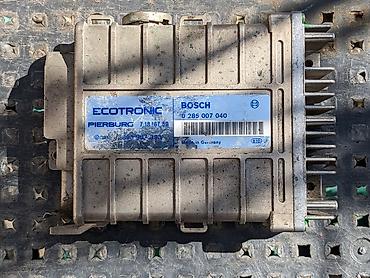 ECOTRONIC
PIERBURG
BOSCH
0 285 007 040
Made in Germany